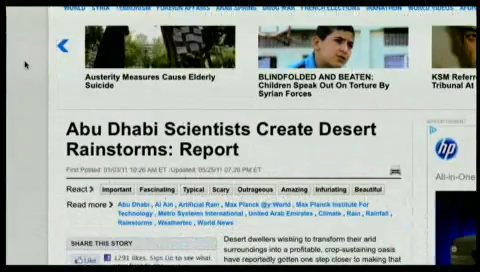 WORLD SYRIA TERRORISM FOREIGN AFFAIRS ARAB SPRING DRUG WAR FRENCH ELECTIONS WORLD VIDEOS
Austerity Measures Cause Elderly
Suicide
BLINDFOLDED AND BEATEN:
Children Speak Out On Torture By
Syrian Forces
KSM Referr
Tribunal At
Abu Dhabi Scientists Create Desert
Rainstorms: Report
First Posted: 01/03/11 10:26 AM ET Updated: 05/25/11 07:20 PM ET
React Important Fascinating Typical Scary Outrageous Amazing Infuriating Beautiful
Read more Abu Dhabi, Al Ain, Artificial Rain, Max Planck @y-World, Max Planck Institute For
Technology, Metro Systems International, United Arab Emirates, Climate, Rain, Rainfall,
Rainstorms, Weathertec, World News
ADVERTISEMENT
hp
All-in-One
SHARE THIS STORY
Like 1291 likes. Sign Up to see what
Desert dwellers wishing to transform their arid
surroundings into a profitable, crop-sustaining oasis
have reportedly gotten one step closer to making that